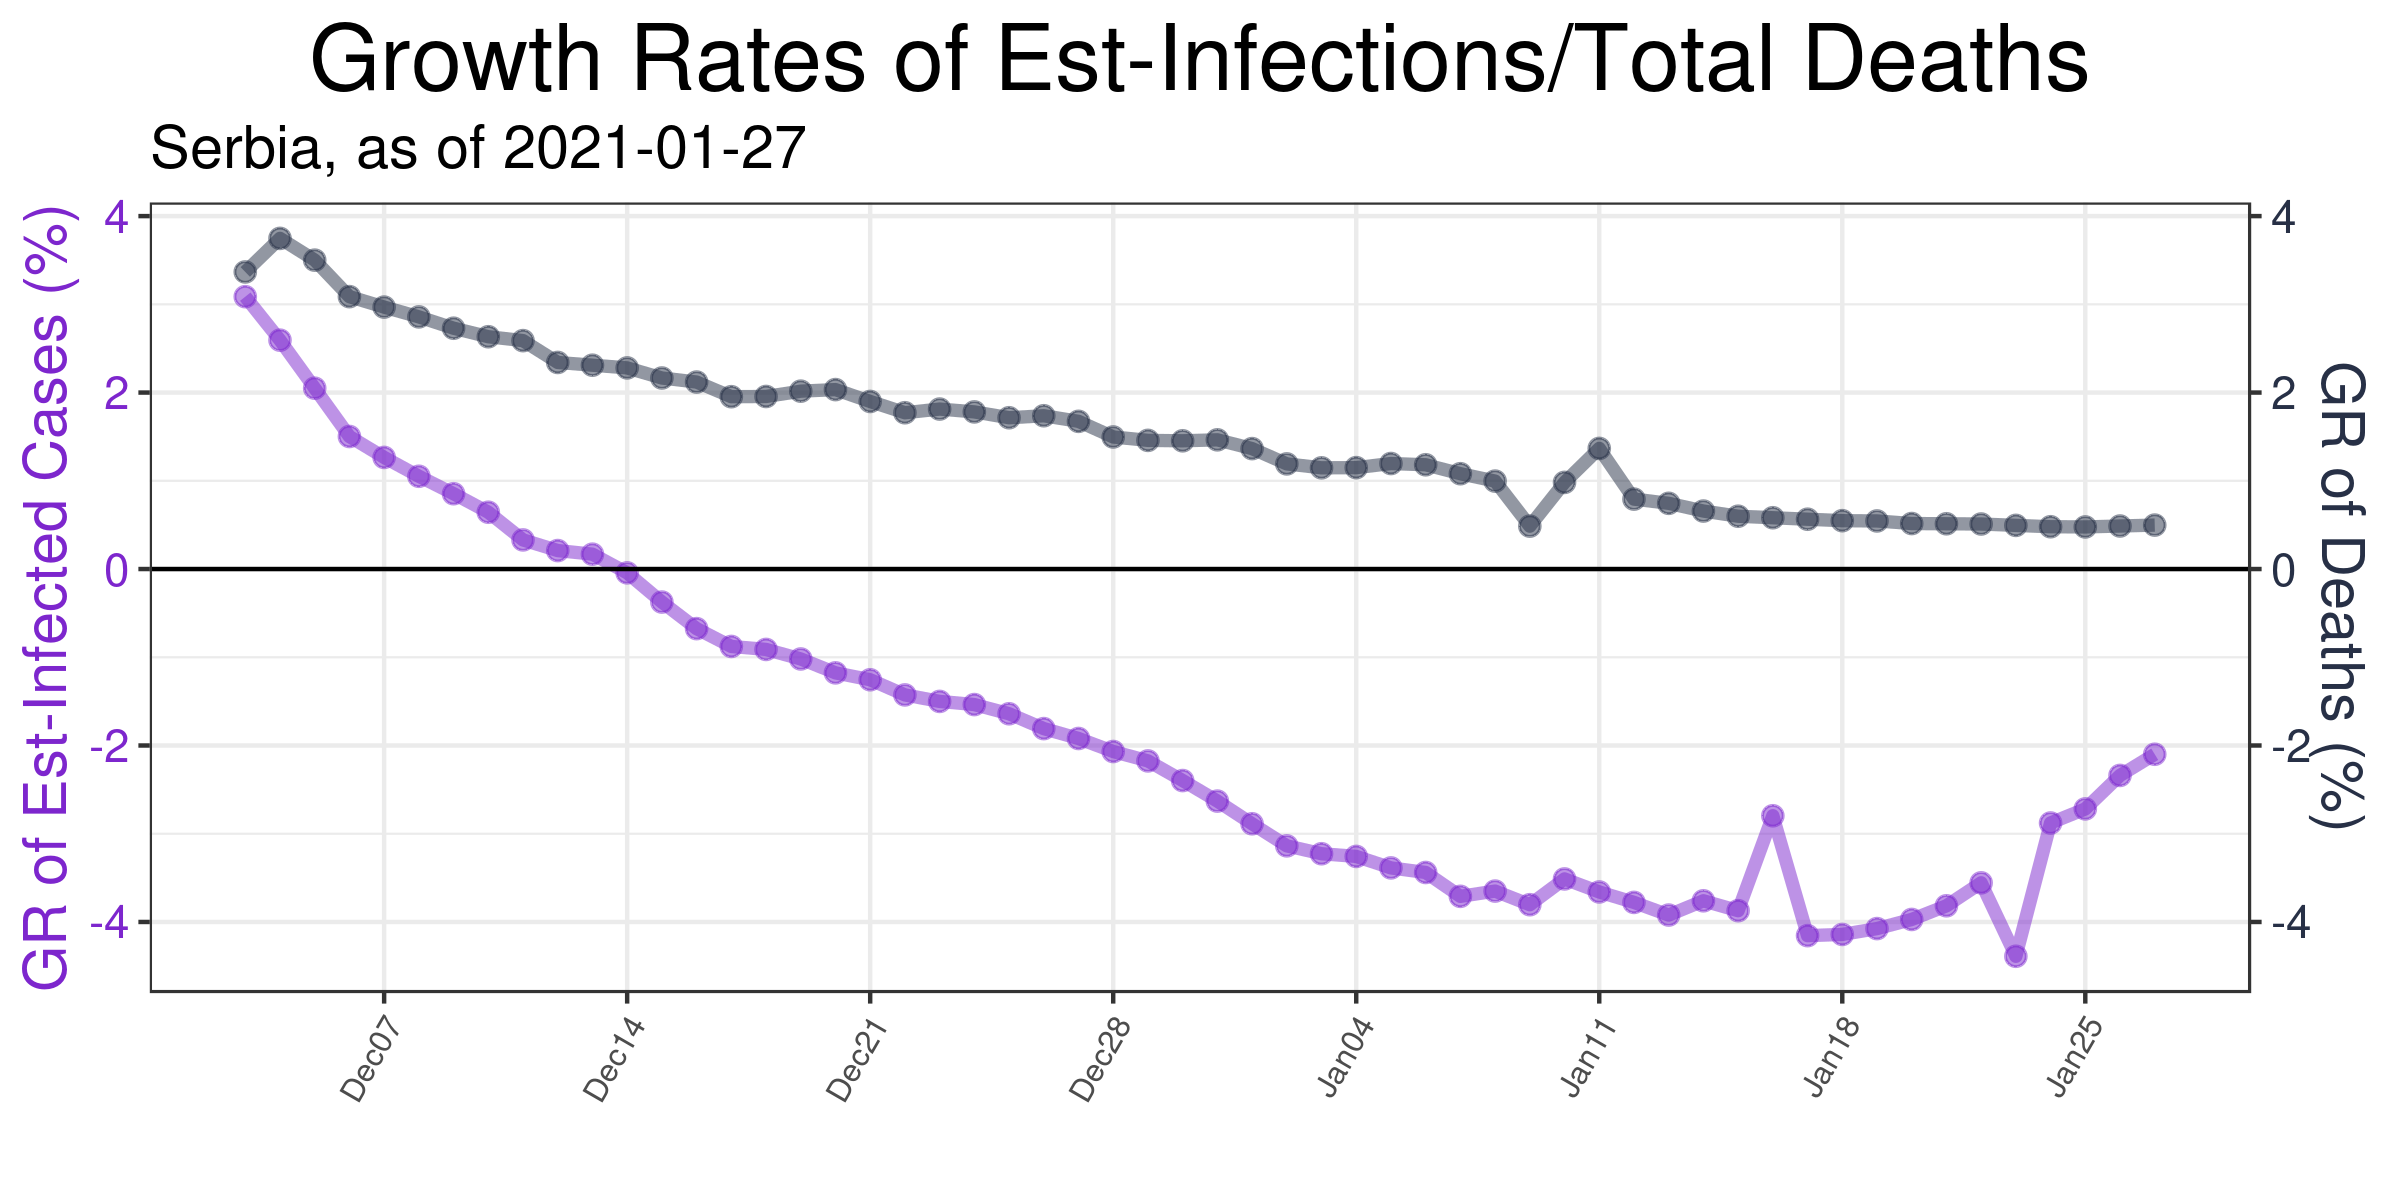 Growth Rates of Est-Infections/Total Deaths
Serbia, as of 2021-01-27
GR of Est-Infected Cases (%)
4
2
0
-2
-4
4
2
0
-2
-4
GR of Deaths (%)
Dec07
Dec14
Dec21
Dec28
Jan04
Jan11
Jan18
Jan25